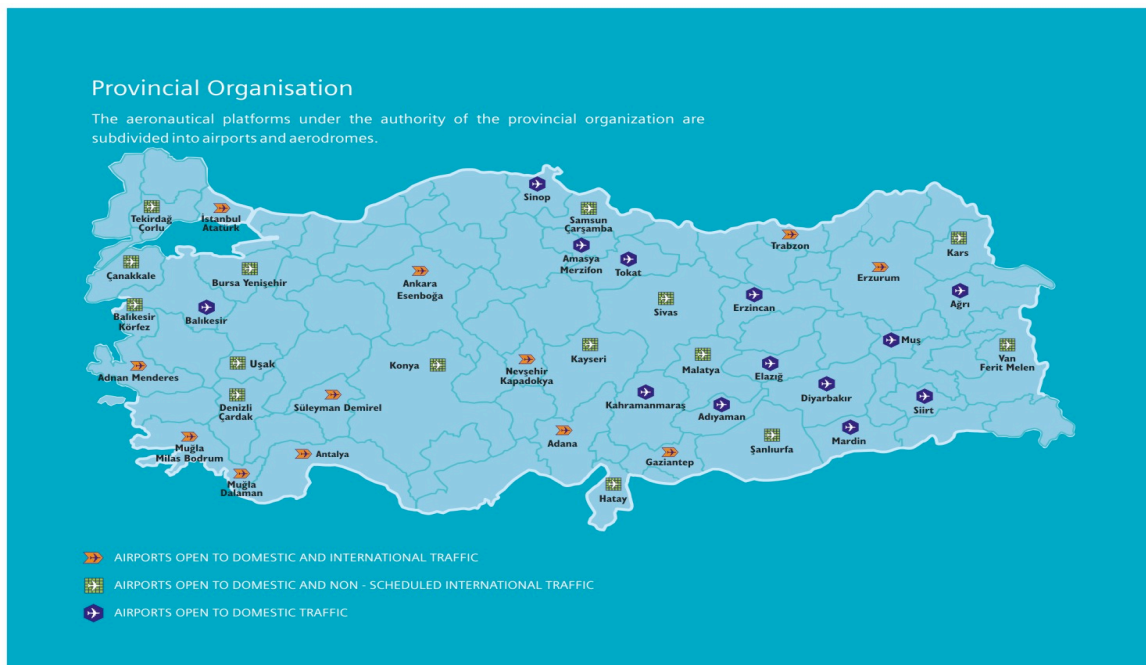 Provincial Organisation
The aeronautical platforms under the authority of the provincial organization are
subdivided into airports and aerodromes.
Sinop
Tekirdağ
Çorlu
İstanbul
Atatürk
Samsun
Çarşamba
Trabzon
Kars
Amasya
Merzifon
Tokat
Çanakkale
Bursa Yenişehir
Ankara
Esenboğa
Erzurum
Ağrı
Balıkesir
Körfez
Balıkesir
Sivas
Erzincan
Muş
Uşak
Konya
Kayseri
Nevşehir
Kapadokya
Malatya
Elazığ
Van
Ferit Melen
Adnan Menderes
Denizli
Çardak
Süleyman Demirel
Kahramanmaraş
Adıyaman
Diyarbakır
Siirt
Mardin
Muğla
Milas Bodrum
Antalya
Adana
Gaziantep
Şanlıurfa
Muğla
Dalaman
Hatay
AIRPORTS OPEN TO DOMESTIC AND INTERNATIONAL TRAFFIC
AIRPORTS OPEN TO DOMESTIC AND NON - SCHEDULED INTERNATIONAL TRAFFIC
AIRPORTS OPEN TO DOMESTIC TRAFFIC